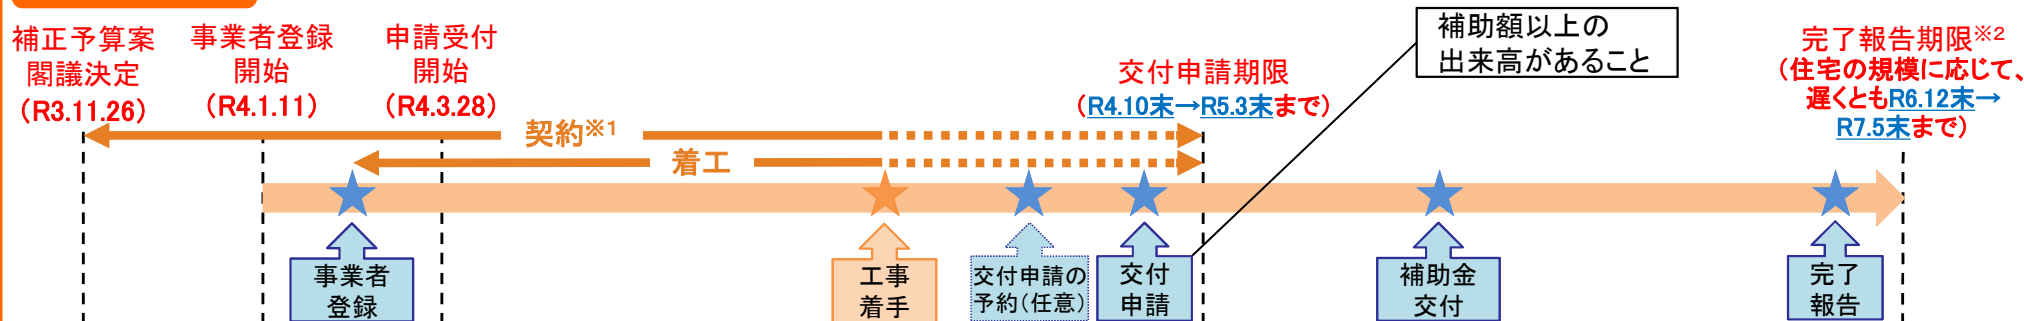 補正予算案
閣議決定
(R3.11.26)
事業者登録
開始
(R4.1.11)
申請受付
開始
(R4.3.28)
交付申請期限
(R4.10末→R5.3末まで)
補助額以上の
出来高があること
完了報告期限※2
(住宅の規模に応じて、
遅くともR6.12末→
R7.5末まで)
契約※1
着工
事業者
登録
工事
着手
交付申請の
予約(任意)
交付
申請
補助金
交付
完了
報告